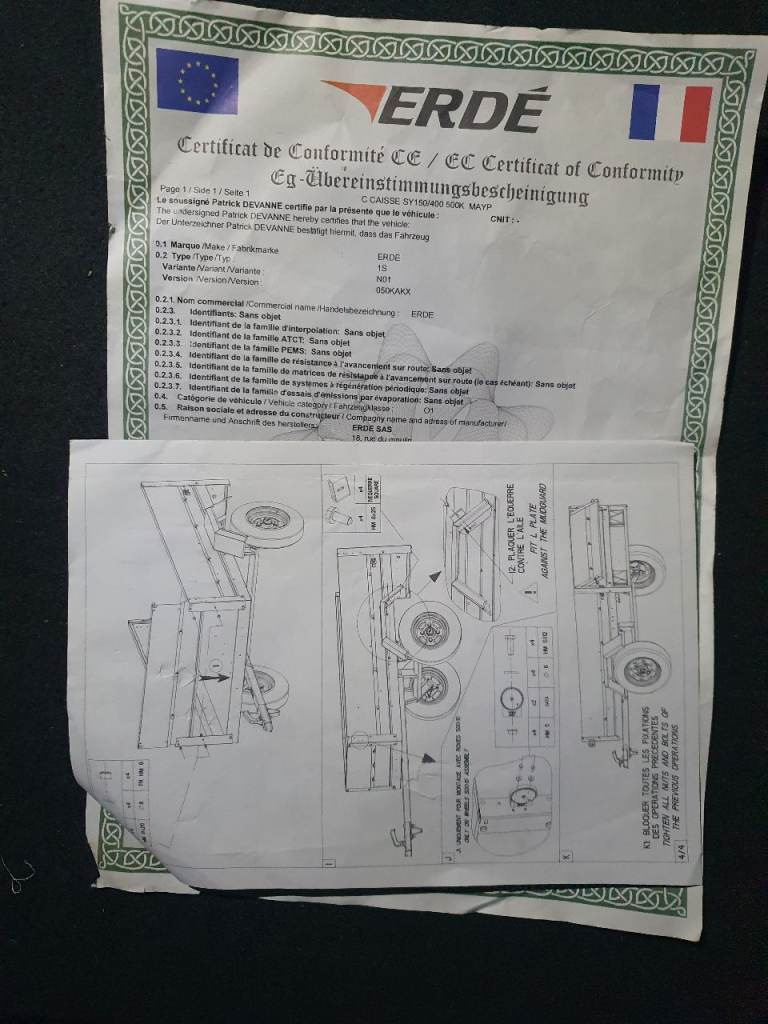 ERDÉ
Certificat de Conformité CE / EC Certificat of Conformity
Eg-Übereinstimmungsbescheinigung
Page 1 / Side 1 / Seite 1
C CAISSE SY150/400 500K MAYP
Le soussigné Patrick DEVANNE certifie par la présente que le véhicule :
CNIT : -
The undersigned Patrick DEVANNE hereby certifies that the vehicle:
Der Unterzeichner Patrick DEVANNE bestätigt hiermit, dass das Fahrzeug
0.1 Marque /Make / Fabrikmarke : ERDE
0.2 Type /Type /Typ : 1S
Variante /Variant /Variante : N01
Version /Version /Version : 050KAKX
0.2.1. Nom commercial /Commercial name /Handelsbezeichnung : ERDE
0.2.3. Identifiants: Sans objet
0.2.3.1. Identifiant de la famille d'interpolation: Sans objet
0.2.3.2. Identifiant de la famille ATCT: Sans objet
0.2.3.3. Identifiant de la famille PEMS: Sans objet
0.2.3.4. Identifiant de la famille de résistance à l'avancement sur route: Sans objet
0.2.3.5. Identifiant de la famille de matrices de résistance à l'avancement sur route (le cas échéant): Sans objet
0.2.3.6. Identifiant de la famille de systèmes à régénération périodique: Sans objet
0.2.3.7. Identifiant de la famille d'essais d'émissions par évaporation: Sans objet
0.4. Catégorie de véhicule / Vehicle category / Fahrzeugklasse : O1
0.5. Raison sociale et adresse du constructeur / Compagny name and adress of manufacturer/
Firmenname und Anschrift des herstellers : ERDE SAS
18, rue du moulin
1
x4
x4
HM 8x25
EQUERRE
SQUARE
I2. PLAQUER L'EQUERRE
CONTRE L'AILE
FIT L PLATE
AGAINST THE MUDGUARD
I
J
K
K1. BLOQUER TOUTES LES FIXATIONS
DES OPERATIONS PRECEDENTES
TIGHTEN ALL NUTS AND BOLTS OF
THE PREVIOUS OPERATIONS.
4/4